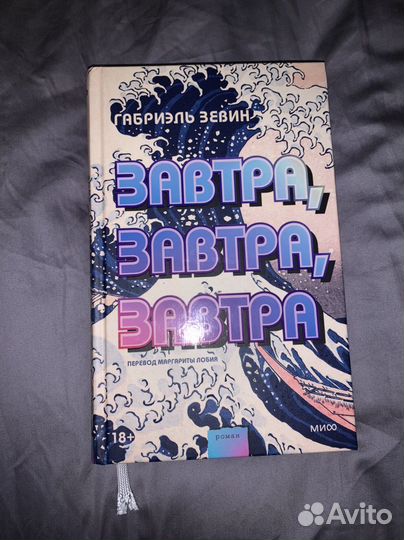 ГАБРИЭЛЬ ЗЕВИН
ЗАВТРА,
ЗАВТРА,
ЗАВТРА
ПЕРЕВОД МАРГАРИТЫ ЛОБИЯ
18+
роман
МИФ
Avito